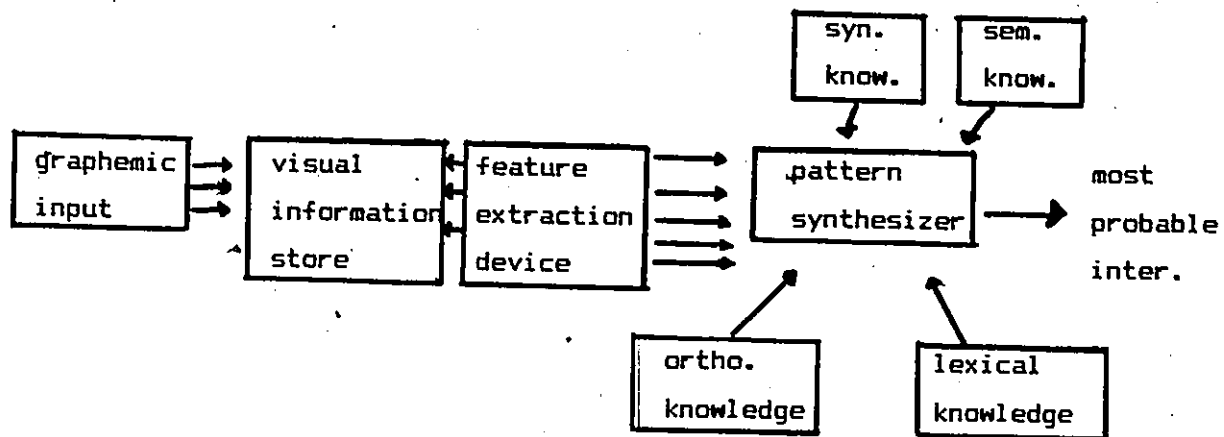 syn.
know.
sem.
know.
graphemic
input
visual
information
store
feature
extraction
device
pattern
synthesizer
most
probable
inter.
ortho.
knowledge
lexical
knowledge